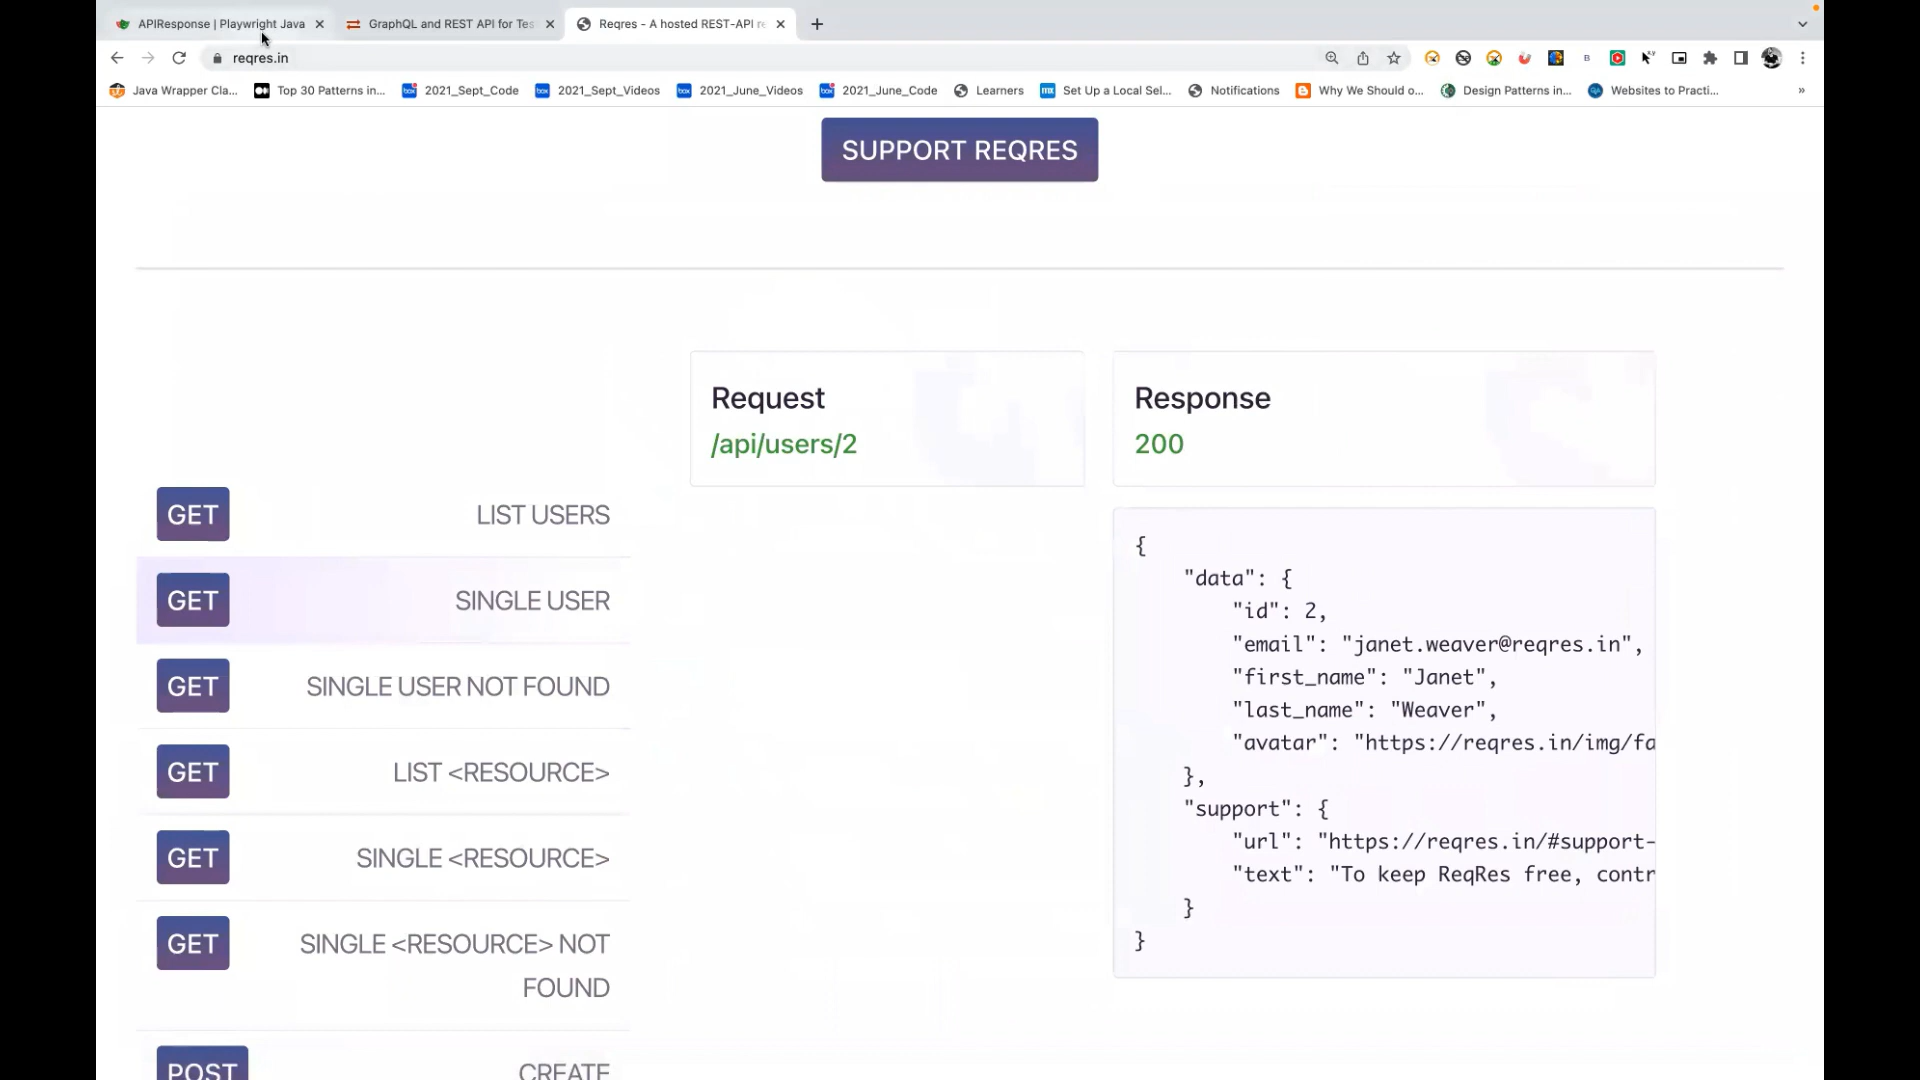 APIResponse | Playwright Java
GraphQL and REST API for Tes
Reqres - A hosted REST-API re
reqres.in
Java Wrapper Cla...
Top 30 Patterns in...
2021_Sept_Code
2021_Sept_Videos
2021_June_Videos
2021_June_Code
Learners
Set Up a Local Sel...
Notifications
Why We Should o...
Design Patterns in...
Websites to Practi...
»
SUPPORT REQRES
Request
/api/users/2
Response
200
GET LIST USERS
GET SINGLE USER
GET SINGLE USER NOT FOUND
GET LIST <RESOURCE>
GET SINGLE <RESOURCE>
GET SINGLE <RESOURCE> NOT
FOUND
POST CREATE
{
"data": {
"id": 2,
"email": "janet.weaver@reqres.in",
"first_name": "Janet",
"last_name": "Weaver",
"avatar": "https://reqres.in/img/fa
},
"support": {
"url": "https://reqres.in/#support-
"text": "To keep ReqRes free, contr
}
}